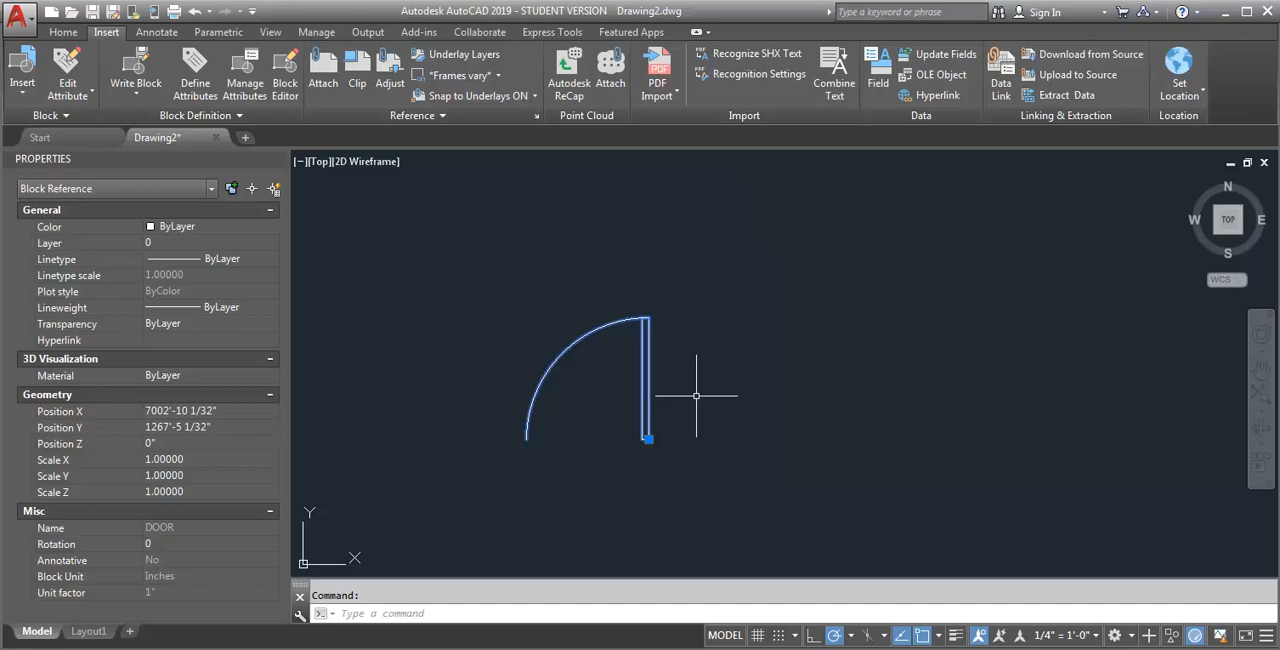 Autodesk AutoCAD 2019 - STUDENT VERSION Drawing2.dwg
Type a keyword or phrase
Sign In
Home Insert Annotate Parametric View Manage Output Add-ins Collaborate Express Tools Featured Apps
Insert
Edit Attribute
Write Block
Define Attributes
Manage Attributes
Block Editor
Attach
Clip
Adjust
Underlay Layers
*Frames vary*
Snap to Underlays ON
Autodesk ReCap
Attach
PDF
PDF Import
Recognize SHX Text
Recognition Settings
Combine Text
Field
Update Fields
OLE Object
Hyperlink
Data Link
Download from Source
Upload to Source
Extract Data
Set Location
Block Block Definition Reference Point Cloud Import Data Linking & Extraction Location
Start Drawing2*
PROPERTIES
[−][Top][2D Wireframe]
Block Reference
General
Color ByLayer
Layer 0
Linetype ByLayer
Linetype scale 1.00000
Plot style ByColor
Lineweight ByLayer
Transparency ByLayer
Hyperlink
3D Visualization
Material ByLayer
Geometry
Position X 7002'-10 1/32"
Position Y 1267'-5 1/32"
Position Z 0"
Scale X 1.00000
Scale Y 1.00000
Scale Z 1.00000
Misc
Name DOOR
Rotation 0
Annotative No
Block Unit Inches
Unit factor 1"
N
W TOP E
S
WCS
Y
X
Command:
Type a command
Model Layout1
MODEL
1/4" = 1'-0"